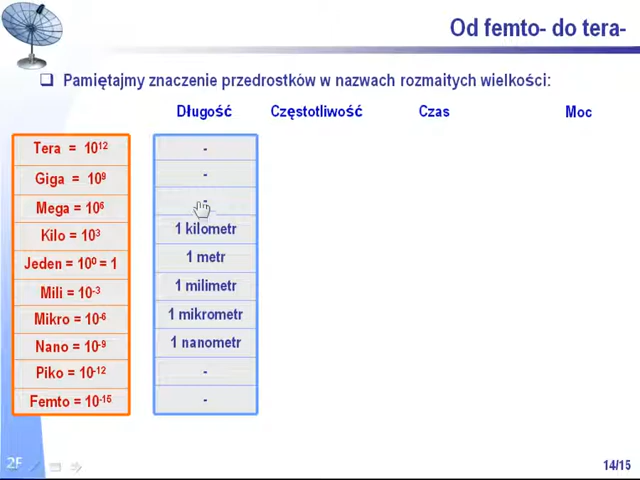 Od femto- do tera-
Pamiętajmy znaczenie przedrostków w nazwach rozmaitych wielkości:
Długość Częstotliwość Czas Moc
Tera = 10¹² -
Giga = 10⁹ -
Mega = 10⁶ -
Kilo = 10³ 1 kilometr
Jeden = 10⁰ = 1 1 metr
Mili = 10⁻³ 1 milimetr
Mikro = 10⁻⁶ 1 mikrometr
Nano = 10⁻⁹ 1 nanometr
Piko = 10⁻¹² -
Femto = 10⁻¹⁵ -
14/15